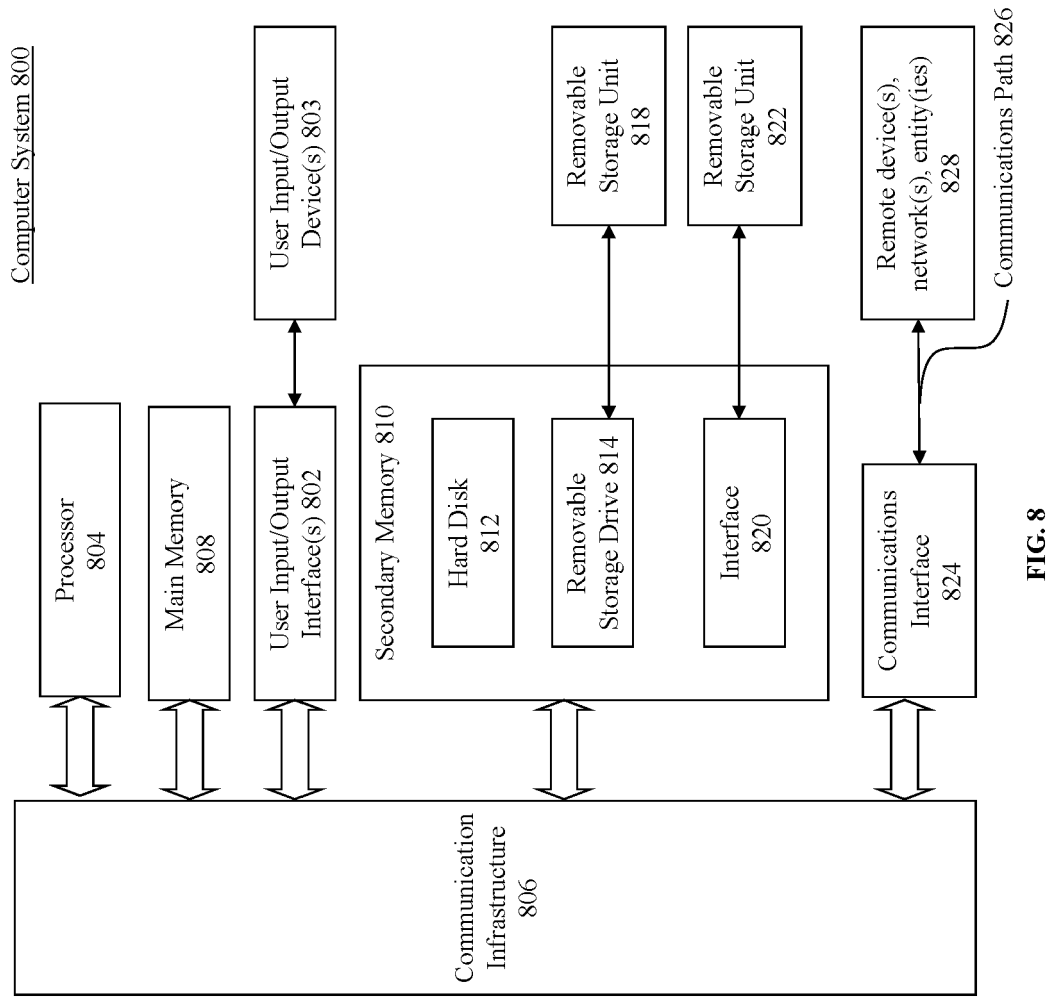 Computer System 800
Processor
804
Main Memory
808
User Input/Output
Interface(s) 802
User Input/Output
Device(s) 803
Communication
Infrastructure
806
Secondary Memory 810
Hard Disk
812
Removable
Storage Drive 814
Removable
Storage Unit
818
Interface
820
Removable
Storage Unit
822
Communications
Interface
824
Remote device(s),
network(s), entity(ies)
828
Communications Path 826
FIG. 8